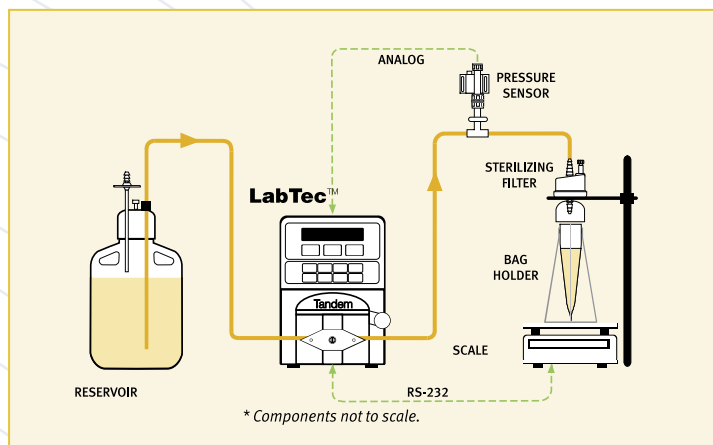 ANALOG
PRESSURE
SENSOR
STERILIZING
FILTER
LabTec™
BAG
HOLDER
Tandem
SCALE
RESERVOIR
RS-232
* Components not to scale.